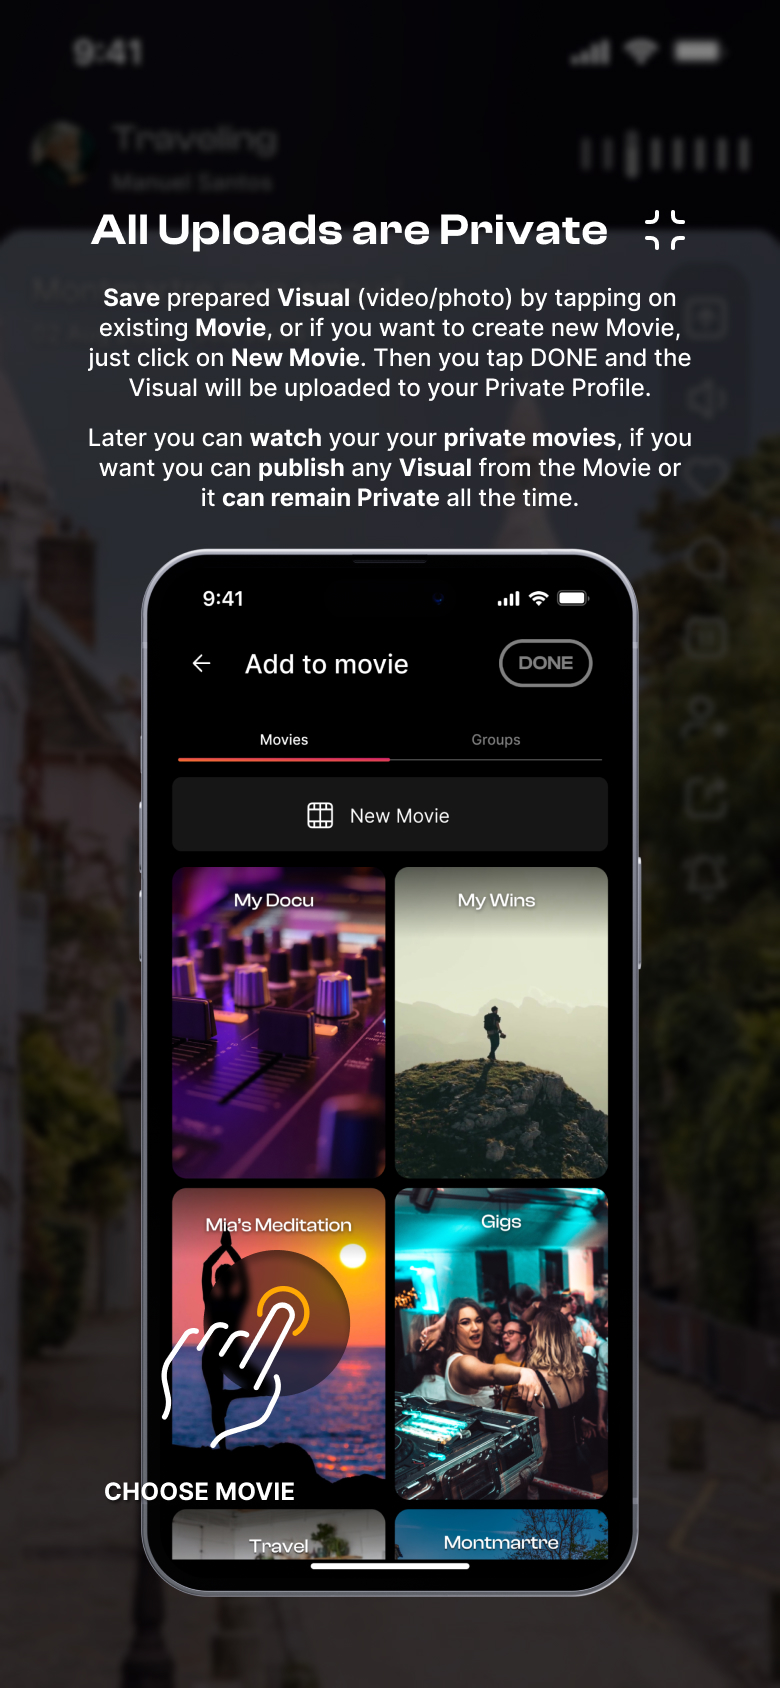 9:41
Traveling
Manuel Santos
All Uploads are Private
Save prepared Visual (video/photo) by tapping on
existing Movie, or if you want to create new Movie,
just click on New Movie. Then you tap DONE and the
Visual will be uploaded to your Private Profile.
Later you can watch your your private movies, if you
want you can publish any Visual from the Movie or
it can remain Private all the time.
9:41
Add to movie
DONE
Movies
Groups
New Movie
My Docu
My Wins
Mia's Meditation
Gigs
CHOOSE MOVIE
Travel
Montmartre